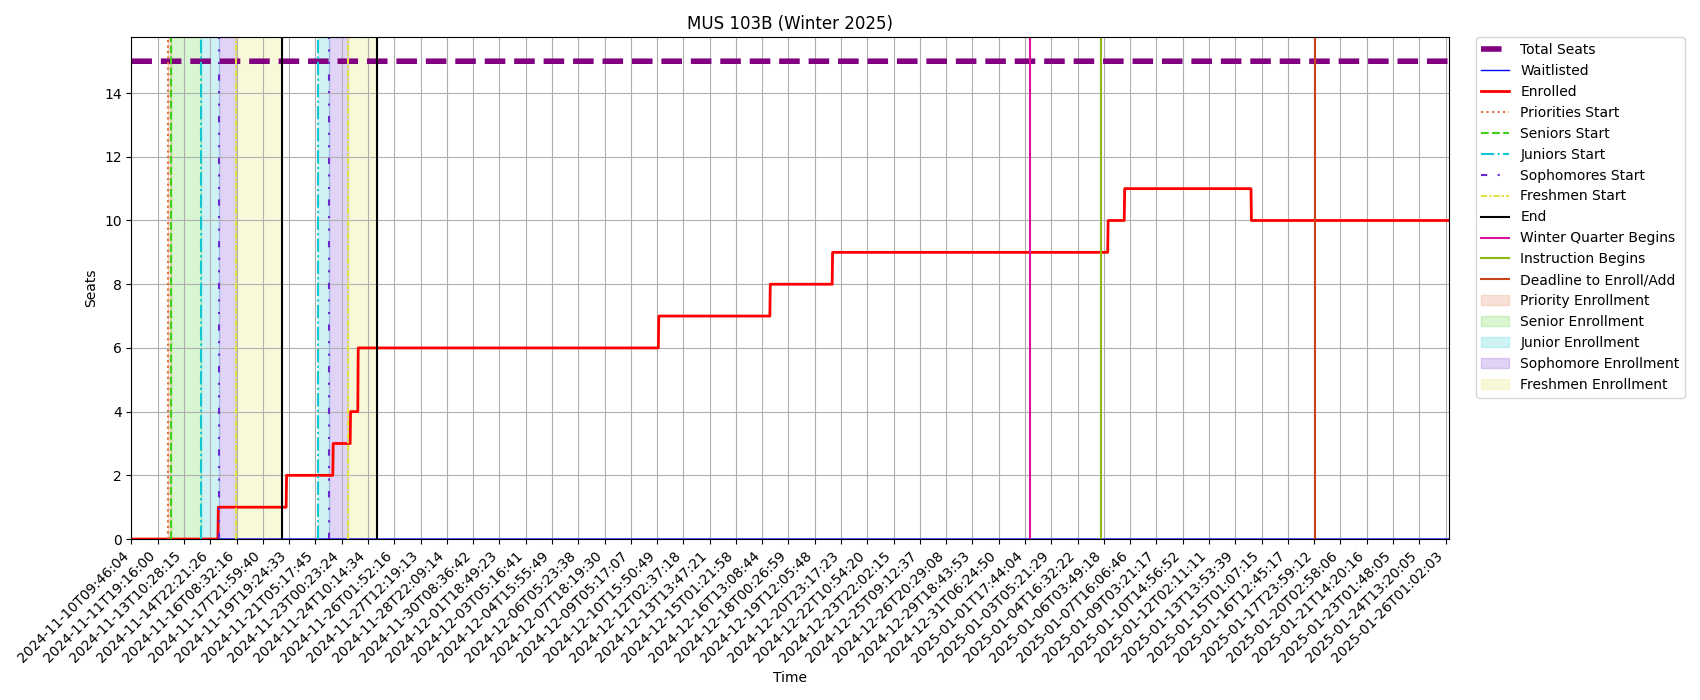 MUS 103B (Winter 2025)
Total Seats
Waitlisted
Enrolled
Priorities Start
Seniors Start
Juniors Start
Sophomores Start
Freshmen Start
End
Winter Quarter Begins
Instruction Begins
Deadline to Enroll/Add
Priority Enrollment
Senior Enrollment
Junior Enrollment
Sophomore Enrollment
Freshmen Enrollment
Seats
14
12
10
8
6
4
2
0
2024-11-10T09:46:04
2024-11-11T19:16:00
2024-11-13T10:28:15
2024-11-14T22:21:26
2024-11-16T08:32:16
2024-11-17T21:59:40
2024-11-19T19:24:33
2024-11-21T05:17:45
2024-11-23T00:23:24
2024-11-24T10:14:34
2024-11-26T01:52:16
2024-11-27T12:19:13
2024-11-28T22:09:14
2024-11-30T08:36:42
2024-12-01T18:49:23
2024-12-03T05:16:41
2024-12-04T15:55:49
2024-12-06T05:23:38
2024-12-07T18:19:30
2024-12-09T05:17:07
2024-12-10T15:50:49
2024-12-12T02:37:18
2024-12-13T13:47:21
2024-12-15T01:21:58
2024-12-16T13:08:44
2024-12-18T00:26:59
2024-12-19T12:05:48
2024-12-20T23:17:23
2024-12-22T10:54:20
2024-12-23T22:02:15
2024-12-25T09:12:37
2024-12-26T20:29:08
2024-12-29T18:43:53
2024-12-31T06:24:50
2025-01-01T17:44:04
2025-01-03T05:21:29
2025-01-04T16:32:22
2025-01-06T03:49:18
2025-01-07T16:06:46
2025-01-09T03:21:17
2025-01-10T14:56:52
2025-01-12T02:11:11
2025-01-13T13:53:39
2025-01-15T01:07:15
2025-01-16T12:45:17
2025-01-17T23:59:12
2025-01-20T02:58:06
2025-01-21T14:20:16
2025-01-23T01:48:05
2025-01-24T13:20:05
2025-01-26T01:02:03
Time